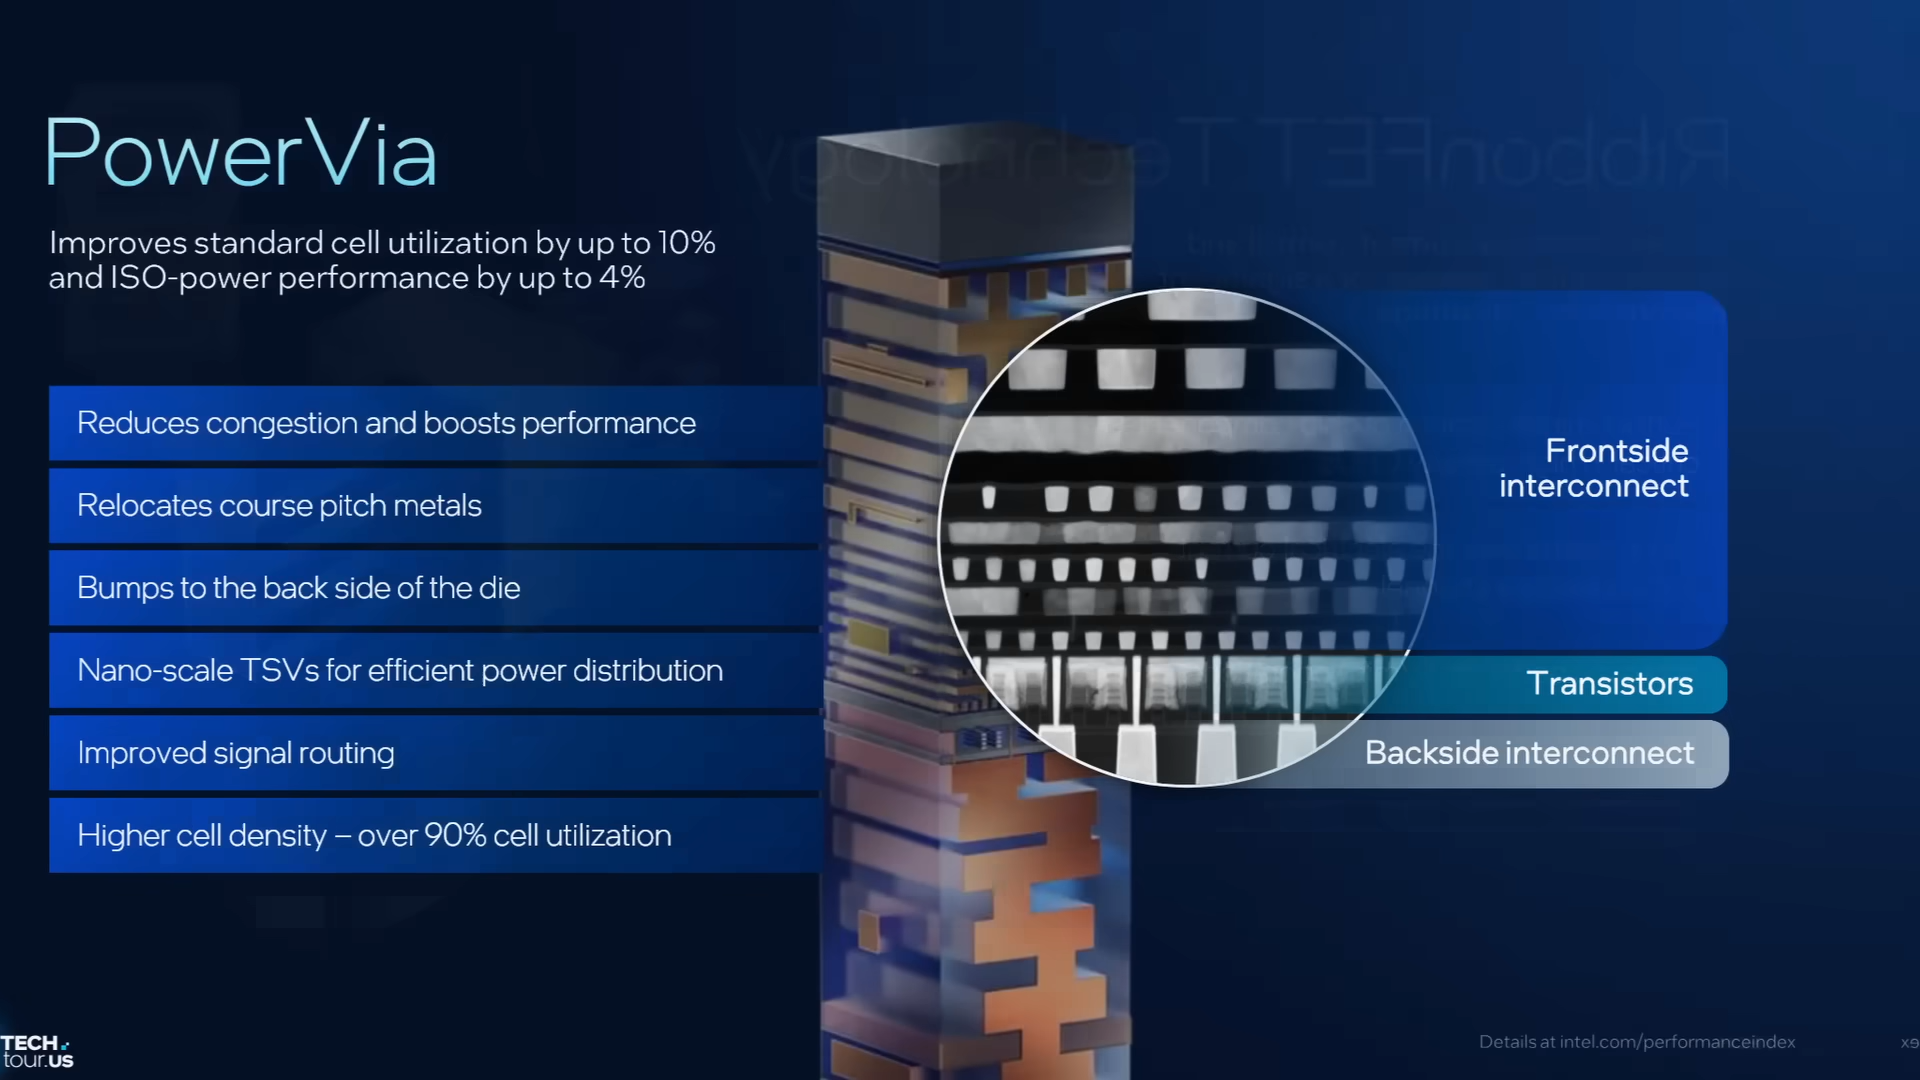 PowerVia
Improves standard cell utilization by up to 10%
and ISO-power performance by up to 4%
Reduces congestion and boosts performance
Relocates course pitch metals
Bumps to the back side of the die
Nano-scale TSVs for efficient power distribution
Improved signal routing
Higher cell density – over 90% cell utilization
RibbonFET Technology
Frontside
interconnect
Transistors
Backside interconnect
TECH
tour.us
Details at intel.com/performanceindex